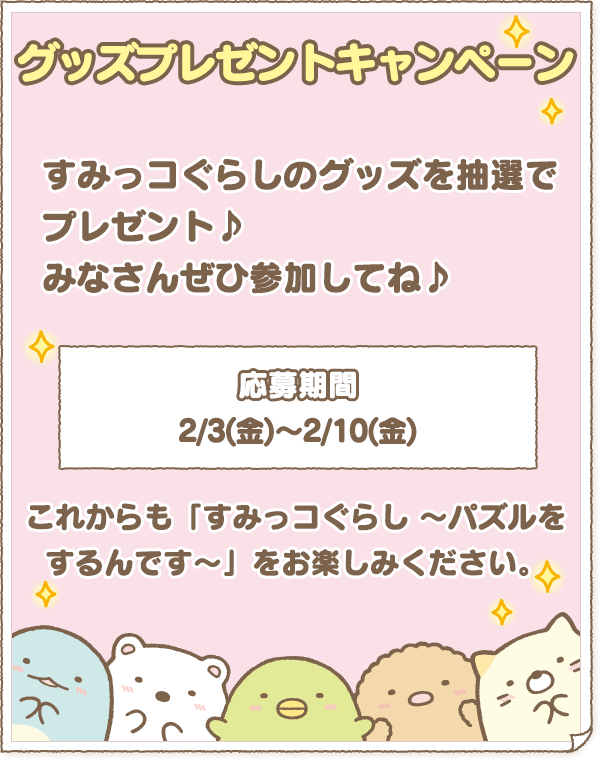 グッズプレゼントキャンペーン
すみっコぐらしのグッズを抽選で
プレゼント♪
みなさんぜひ参加してね♪
応募期間
2/3(金)〜2/10(金)
これからも「すみっコぐらし 〜パズルを
するんです〜」をお楽しみください。